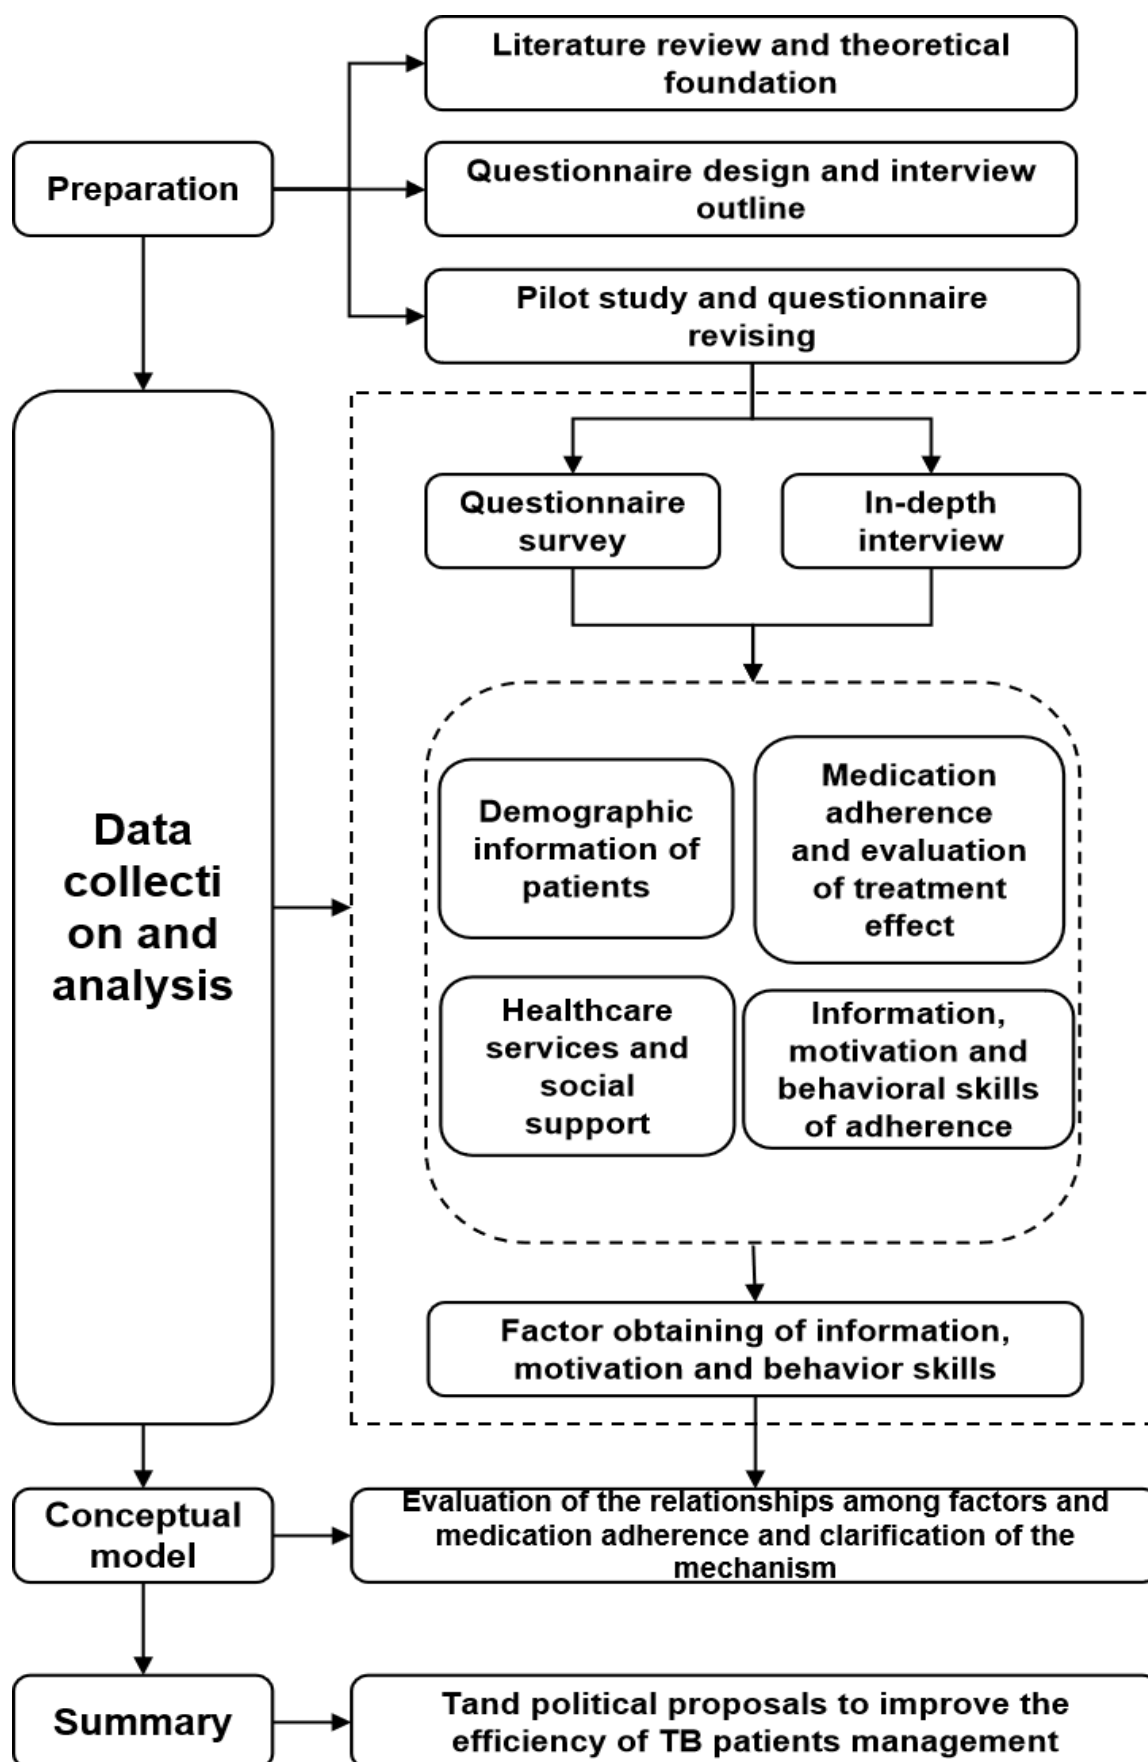 Literature review and theoretical
foundation
Preparation
Questionnaire design and interview
outline
Pilot study and questionnaire
revising
Questionnaire
survey
In-depth
interview
Data
collecti
on and
analysis
Demographic
information of
patients
Medication
adherence
and evaluation
of treatment
effect
Healthcare
services and
social
support
Information,
motivation and
behavioral skills
of adherence
Factor obtaining of information,
motivation and behavior skills
Conceptual
model
Evaluation of the relationships among factors and
medication adherence and clarification of the
mechanism
Summary
Tand political proposals to improve the
efficiency of TB patients management